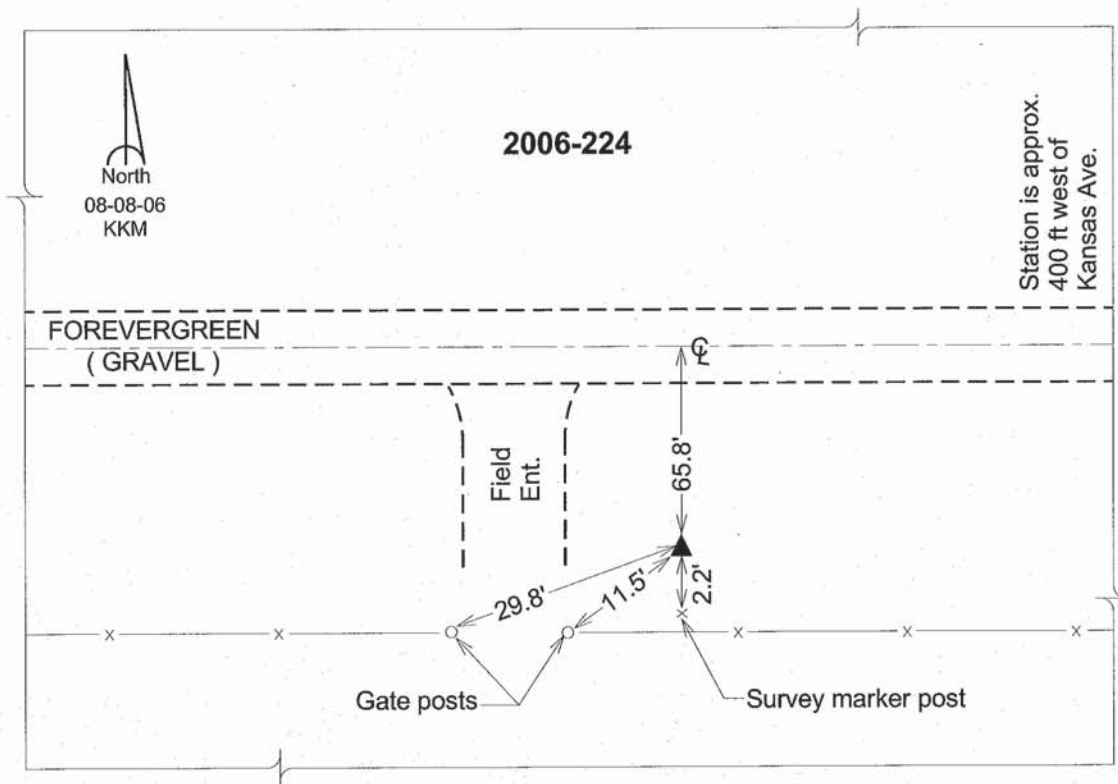 2006-224
North
08-08-06
KKM
Station is approx.
400 ft west of
Kansas Ave.
FOREVERGREEN
( GRAVEL )
℄
Field
Ent.
65.8'
29.8'
11.5'
2.2'
x x x x x x
Gate posts
Survey marker post